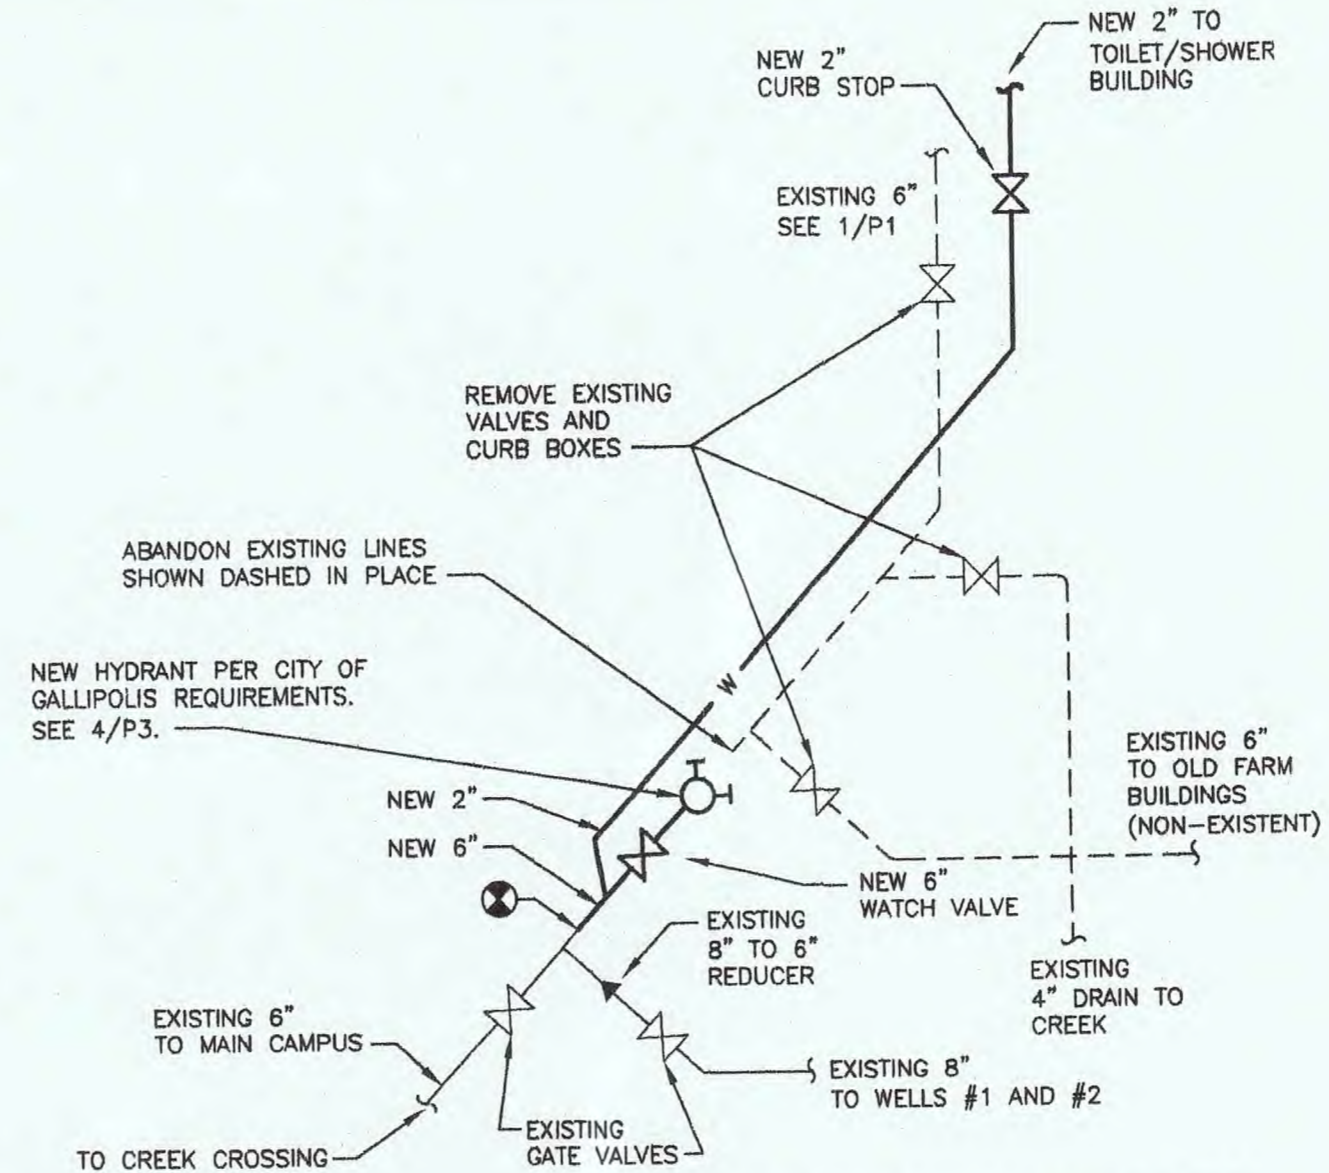 NEW 2" TO
TOILET/SHOWER
BUILDING
NEW 2"
CURB STOP
EXISTING 6"
SEE 1/P1
REMOVE EXISTING
VALVES AND
CURB BOXES
ABANDON EXISTING LINES
SHOWN DASHED IN PLACE
NEW HYDRANT PER CITY OF
GALLIPOLIS REQUIREMENTS.
SEE 4/P3.
W
EXISTING 6"
TO OLD FARM
BUILDINGS
(NON-EXISTENT)
NEW 2"
NEW 6"
NEW 6"
WATCH VALVE
EXISTING
8" TO 6"
REDUCER
EXISTING
4" DRAIN TO
CREEK
EXISTING 6"
TO MAIN CAMPUS
EXISTING 8"
TO WELLS #1 AND #2
EXISTING
GATE VALVES
TO CREEK CROSSING